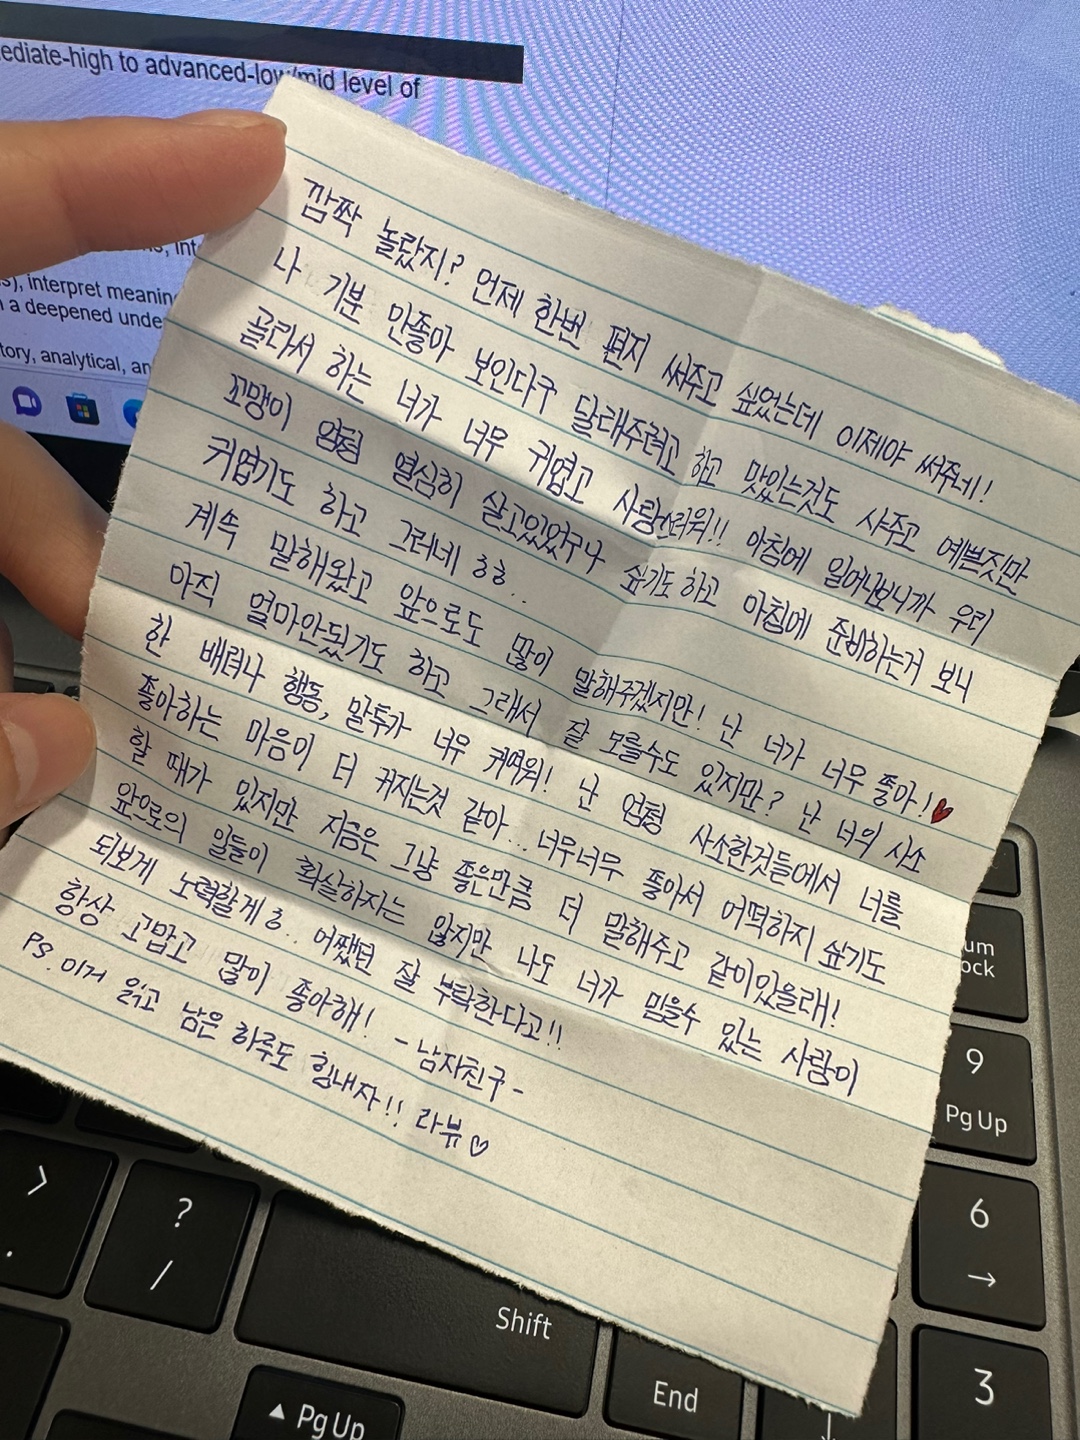 ediate-high to advanced-low/mid level of
s), interpret meanin
a deepened unde
tory, analytical, an
깜짝 놀랐지? 언제 한번 편지 써주고 싶었는데 이제야 써주네!
나 기분 안좋아 보인다구 달래주려고 하고 맛있는것도 사주고 예쁜짓만
골라서 하는 너가 너무 귀엽고 사랑스러워!! 아침에 일어나보니까 우리
꼬맹이 엄청 열심히 살고있었구나 싶기도 하고 아침에 준비하는거 보니
귀엽기도 하고 그러네 ㅎㅎ..
계속 말해왔고 앞으로도 많이 말해주겠지만! 난 너가 너무 좋아!♥
아직 얼마안됐기도 하고 그래서 잘 모를수도 있지만? 난 너의 사소
한 배려나 행동, 말투가 너무 귀여워! 난 엄청 사소한것들에서 너를
좋아하는 마음이 더 커지는것 같아... 너무너무 좋아서 어떡하지 싶기도
할 때가 있지만 지금은 그냥 좋은만큼 더 말해주고 같이있을래!
앞으로의 일들이 확실하지는 않지만 나도 너가 믿을수 있는 사람이
되보게 노력할게 ㅎ.. 어쨌던 잘 부탁한다고!!
항상 고맙고 많이 좋아해! - 남자친구 -
PS. 이거 읽고 남은 하루도 힘내자!! 라뷰♡
um
ock
9
Pg Up
>
.
?
/
6
→
Shift
End
3
▲ Pg Up
↓